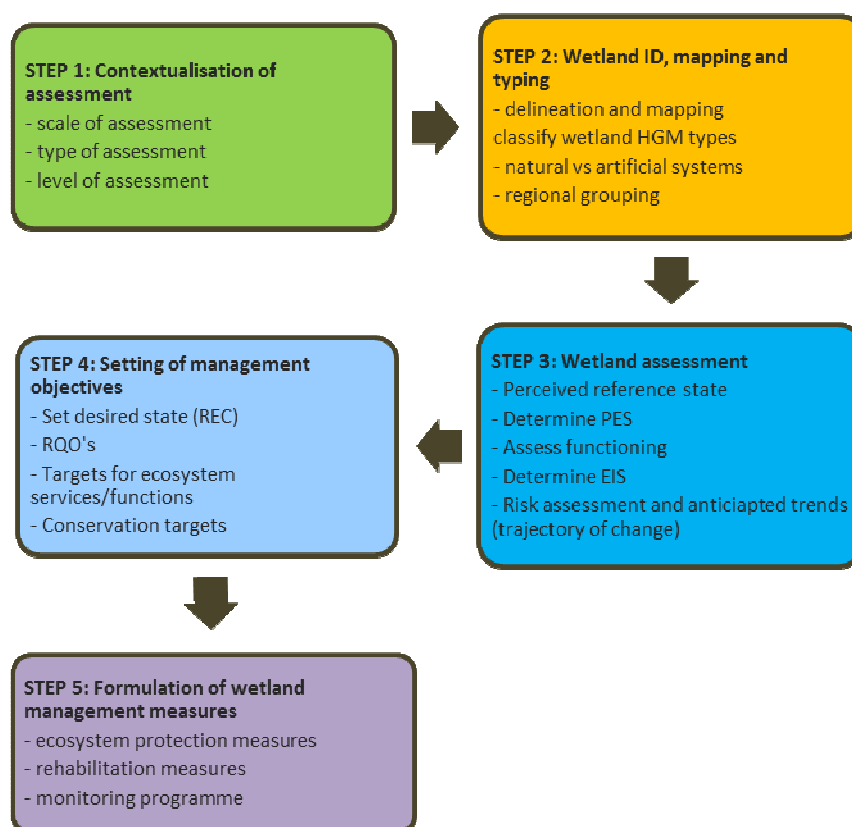 STEP 1: Contextualisation of
assessment
- scale of assessment
- type of assessment
- level of assessment
STEP 2: Wetland ID, mapping and
typing
- delineation and mapping
classify wetland HGM types
- natural vs artificial systems
- regional grouping
STEP 3: Wetland assessment
- Perceived reference state
- Determine PES
- Assess functioning
- Determine EIS
- Risk assessment and anticiapted trends
(trajectory of change)
STEP 4: Setting of management
objectives
- Set desired state (REC)
- RQO's
- Targets for ecosystem
services/functions
- Conservation targets
STEP 5: Formulation of wetland
management measures
- ecosystem protection measures
- rehabilitation measures
- monitoring programme